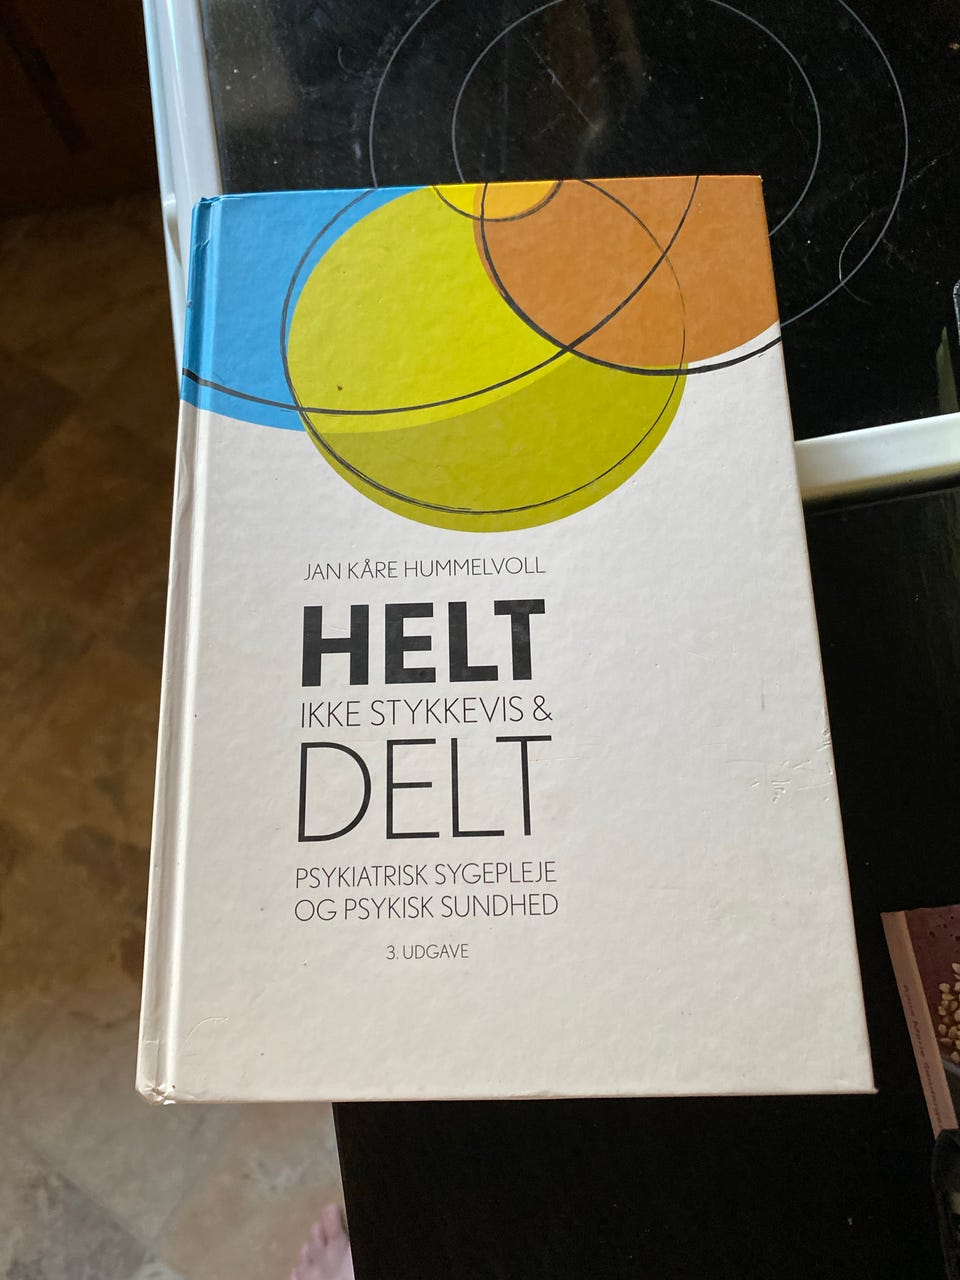 JAN KÅRE HUMMELVOLL
HELT
IKKE STYKKEVIS &
DELT
PSYKIATRISK SYGEPLEJE
OG PSYKISK SUNDHED
3. UDGAVE